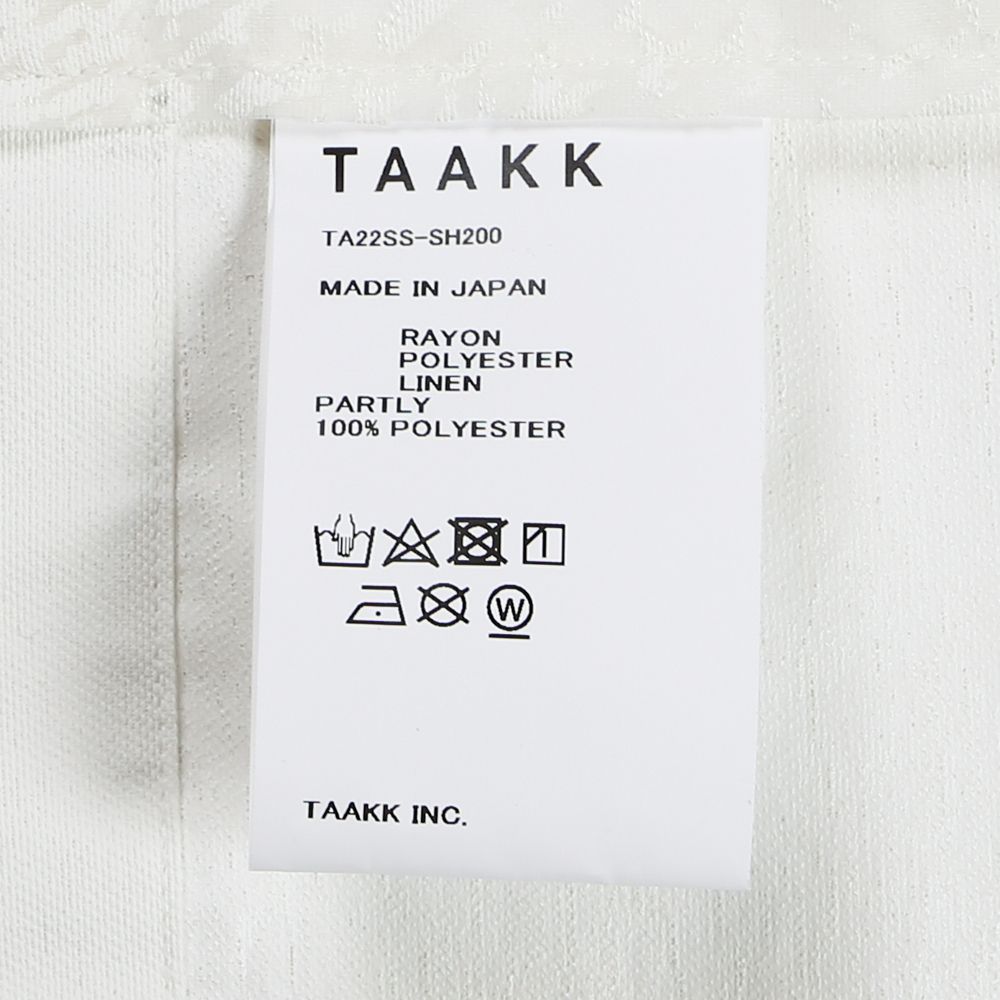 TAAKK
TA22SS-SH200
MADE IN JAPAN
RAYON
POLYESTER
LINEN
PARTLY
100% POLYESTER
W
TAAKK INC.